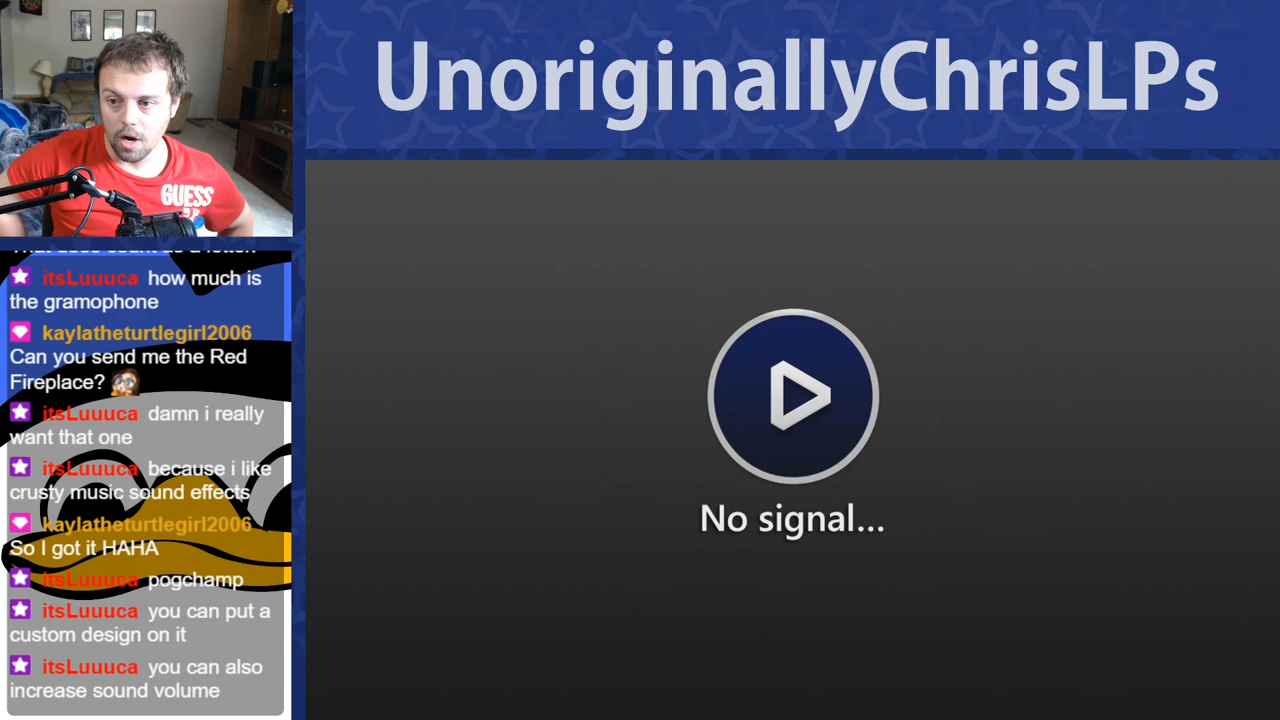 UnoriginallyChrisLPs
GUESS
itsLuuuca how much is
the gramophone
kaylatheturtlegirl2006
Can you send me the Red
Fireplace?
itsLuuuca damn i really
want that one
itsLuuuca because i like
crusty music sound effects
kaylatheturtlegirl2006
So I got it HAHA
itsLuuuca pogchamp
itsLuuuca you can put a
custom design on it
itsLuuuca you can also
increase sound volume
No signal...